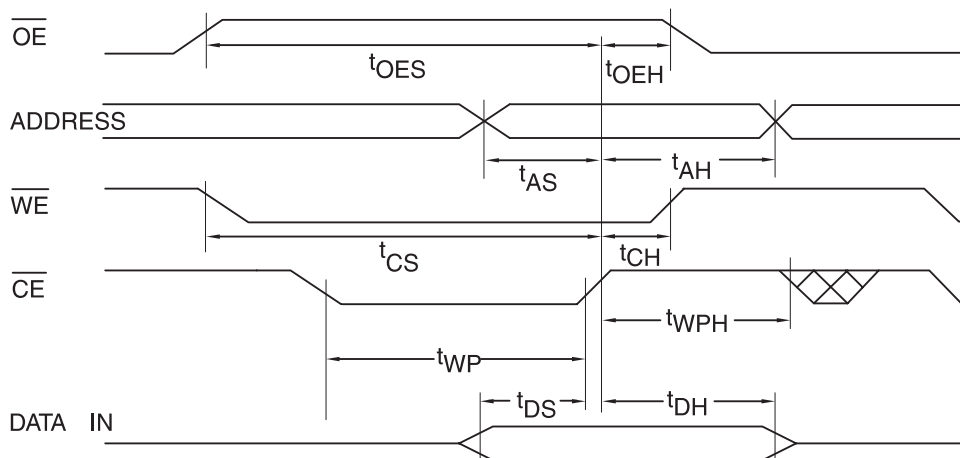 OE
tOES
tOEH
ADDRESS
tAS
tAH
WE
tCS
tCH
CE
tWPH
tWP
tDS
tDH
DATA IN